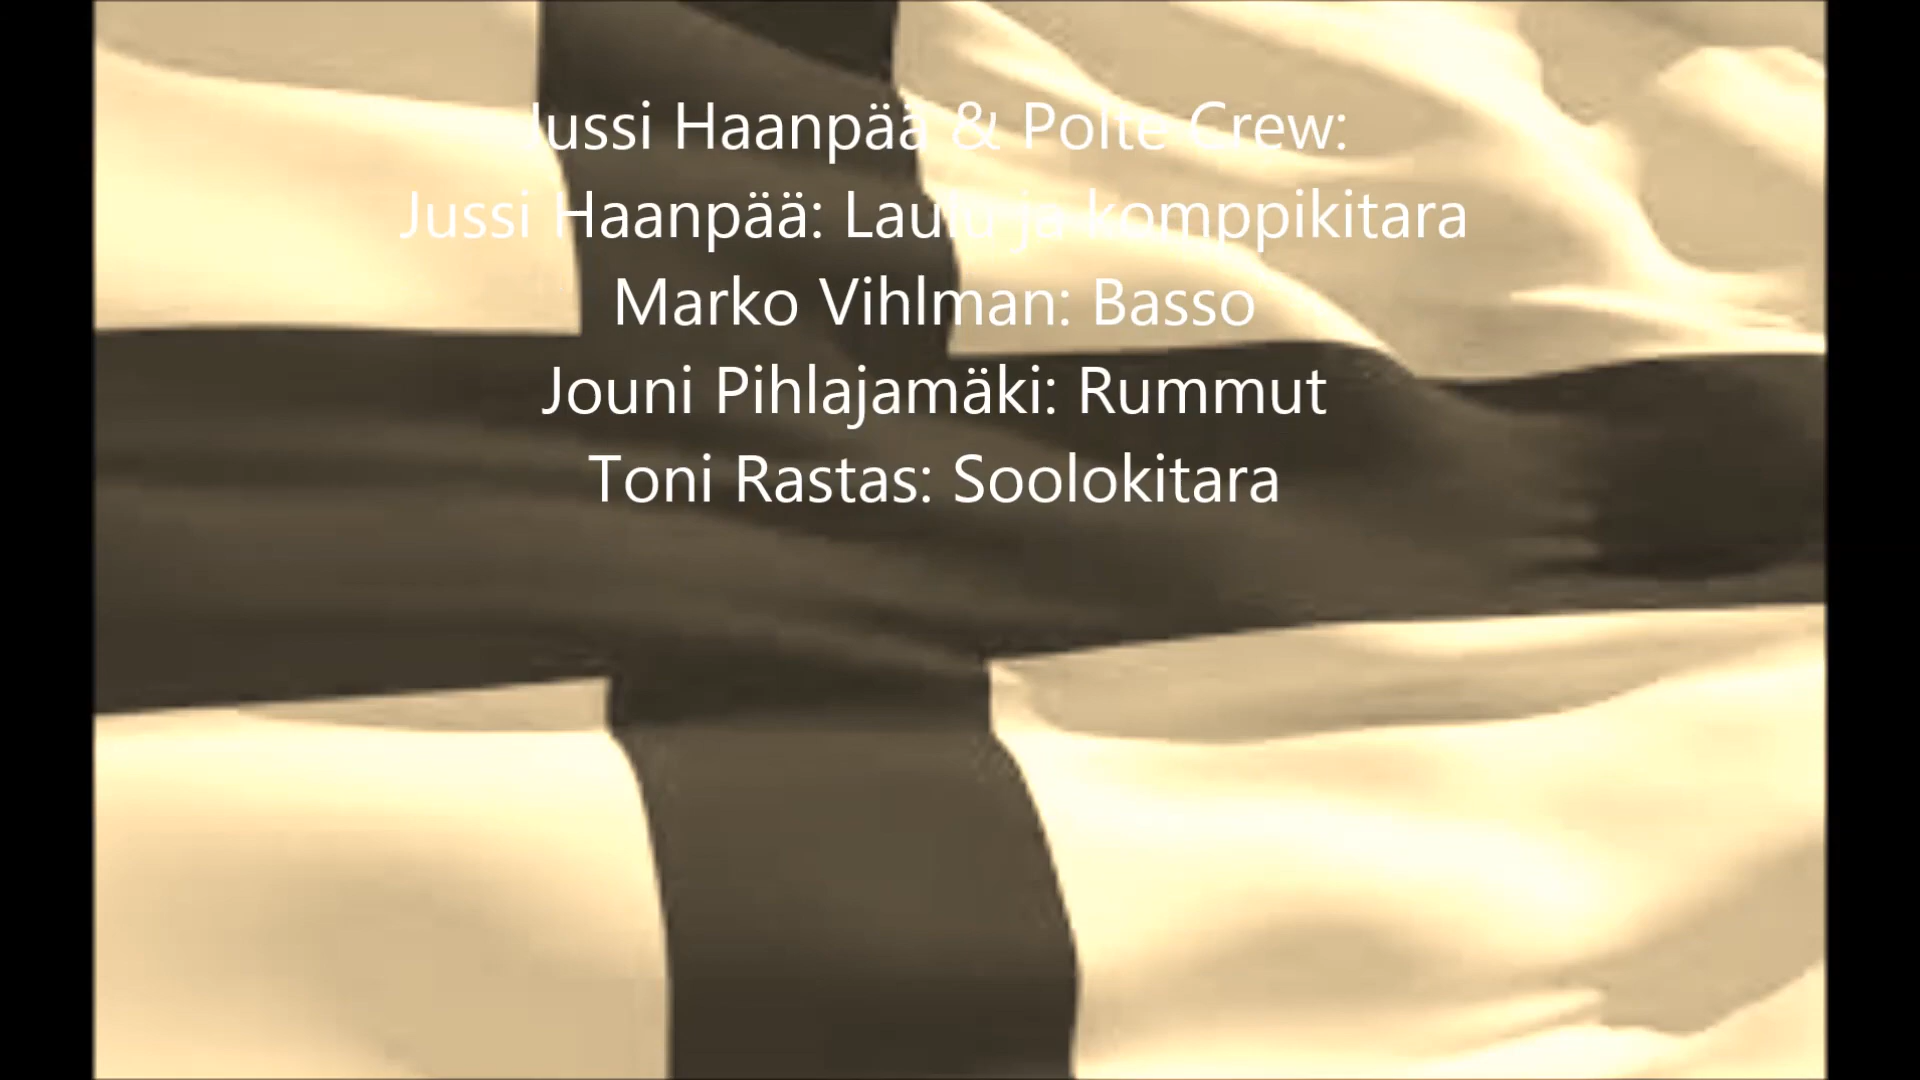 Jussi Haanpää & Polte Crew:
Jussi Haanpää: Laulu ja komppikitara
Marko Vihlman: Basso
Jouni Pihlajamäki: Rummut
Toni Rastas: Soolokitara